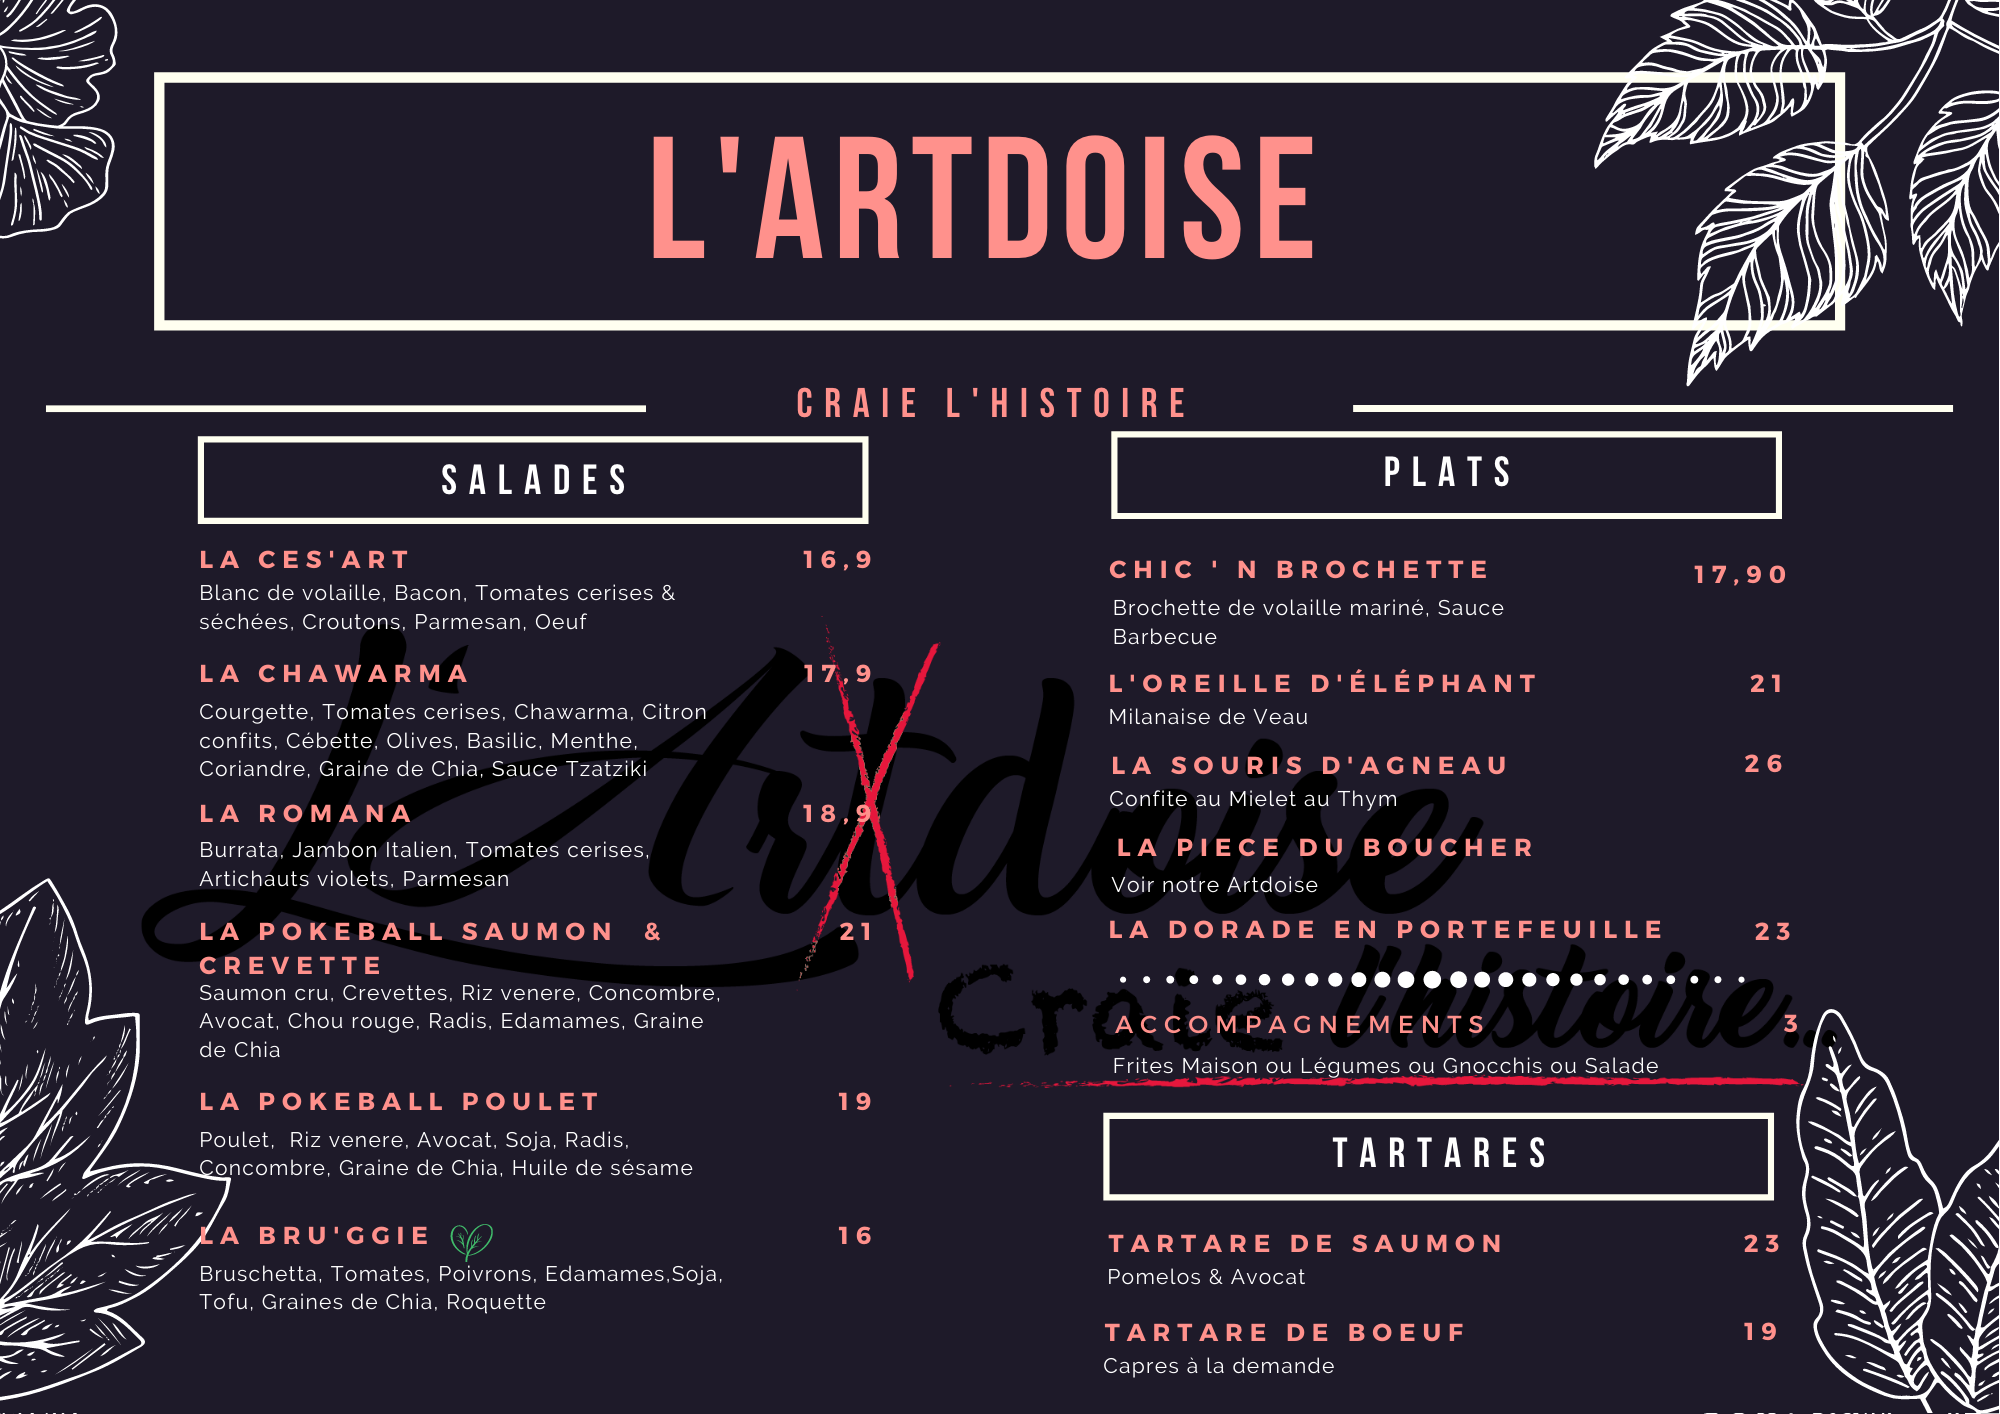 L'ARTDOISE
CRAIE L'HISTOIRE
SALADES
LA CES'ART 16,9
Blanc de volaille, Bacon, Tomates cerises &
séchées, Croutons, Parmesan, Oeuf
LA CHAWARMA 17,9
Courgette, Tomates cerises, Chawarma, Citron
confits, Cébette, Olives, Basilic, Menthe,
Coriandre, Graine de Chia, Sauce Tzatziki
LA ROMANA 18,9
Burrata, Jambon Italien, Tomates cerises,
Artichauts violets, Parmesan
LA POKEBALL SAUMON & 21
CREVETTE
Saumon cru, Crevettes, Riz venere, Concombre,
Avocat, Chou rouge, Radis, Edamames, Graine
de Chia
LA POKEBALL POULET 19
Poulet, Riz venere, Avocat, Soja, Radis,
Concombre, Graine de Chia, Huile de sésame
LA BRU'GGIE 16
Bruschetta, Tomates, Poivrons, Edamames,Soja,
Tofu, Graines de Chia, Roquette
PLATS
CHIC ' N BROCHETTE 17,90
Brochette de volaille mariné, Sauce
Barbecue
L'OREILLE D'ÉLÉPHANT 21
Milanaise de Veau
LA SOURIS D'AGNEAU 26
Confite au Mielet au Thym
LA PIECE DU BOUCHER
Voir notre Artdoise
LA DORADE EN PORTEFEUILLE 23
ACCOMPAGNEMENTS 3
Frites Maison ou Légumes ou Gnocchis ou Salade
TARTARES
TARTARE DE SAUMON 23
Pomelos & Avocat
TARTARE DE BOEUF 19
Capres à la demande
L'Artdoise
Craie l'histoire...